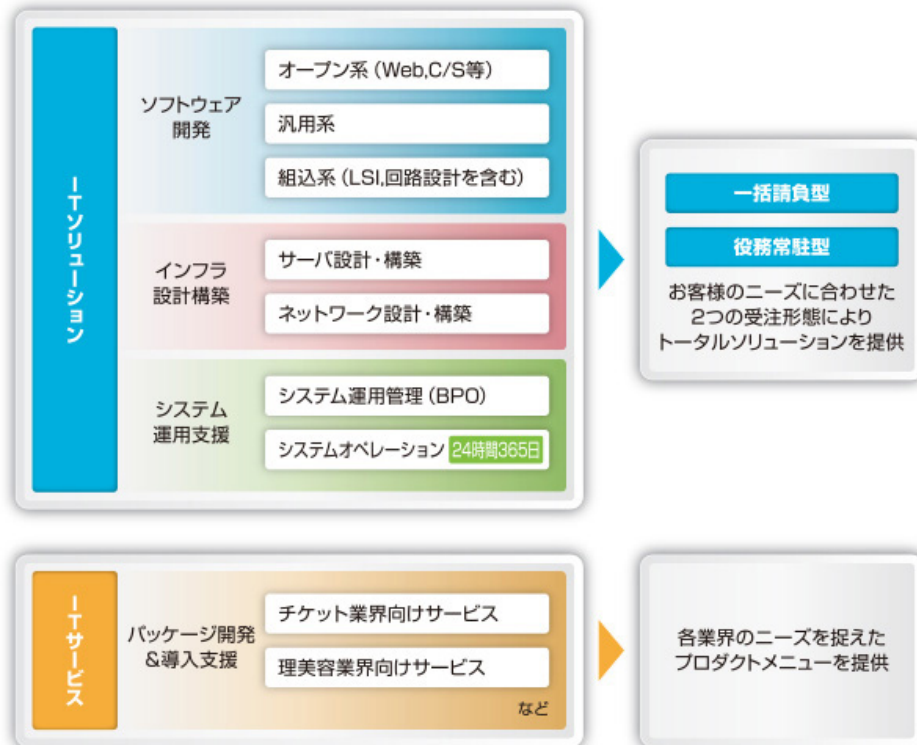 ITソリューション
ソフトウェア
開発
オープン系(Web,C/S等)
汎用系
組込系(LSI,回路設計を含む)
インフラ
設計構築
サーバ設計・構築
ネットワーク設計・構築
システム
運用支援
システム運用管理(BPO)
システムオペレーション 24時間365日
一括請負型
役務常駐型
お客様のニーズに合わせた
2つの受注形態により
トータルソリューションを提供
ITサービス
パッケージ開発
&導入支援
チケット業界向けサービス
理美容業界向けサービス
など
各業界のニーズを捉えた
プロダクトメニューを提供